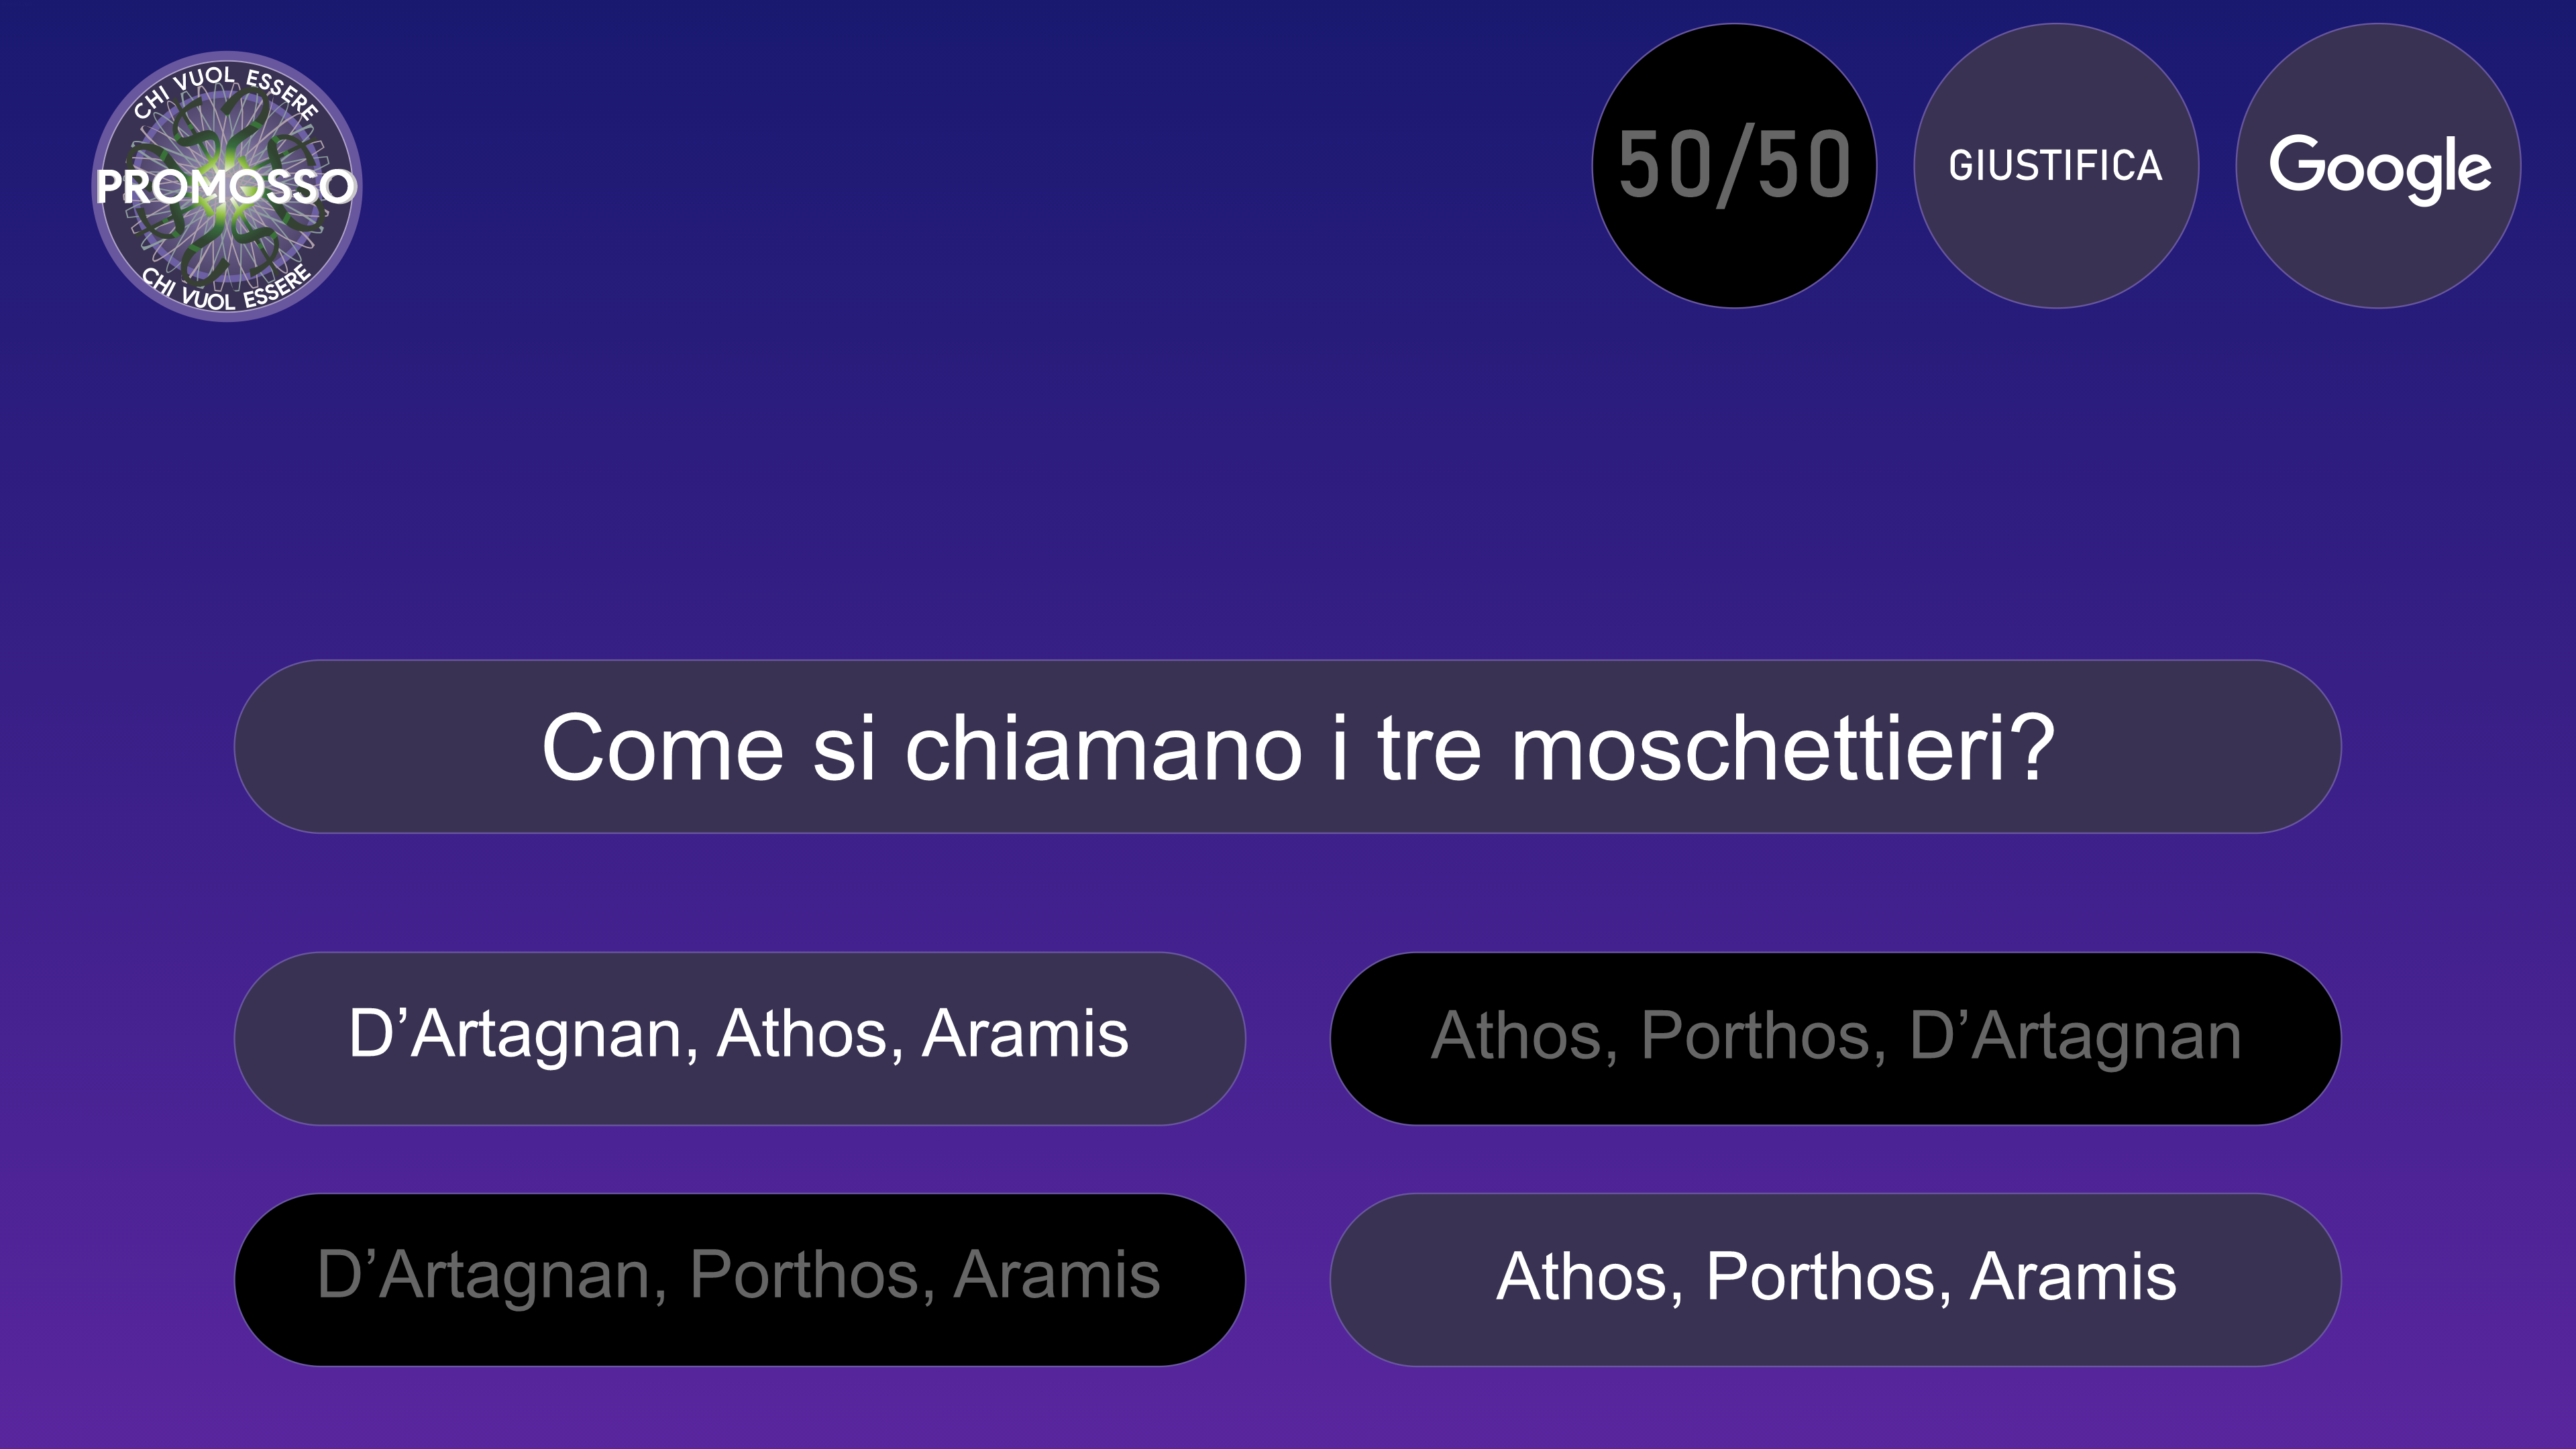 CHI VUOL ESSERE
PROMOSSO
CHI VUOL ESSERE
50/50
GIUSTIFICA
Google
Come si chiamano i tre moschettieri?
D’Artagnan, Athos, Aramis
Athos, Porthos, D’Artagnan
D’Artagnan, Porthos, Aramis
Athos, Porthos, Aramis